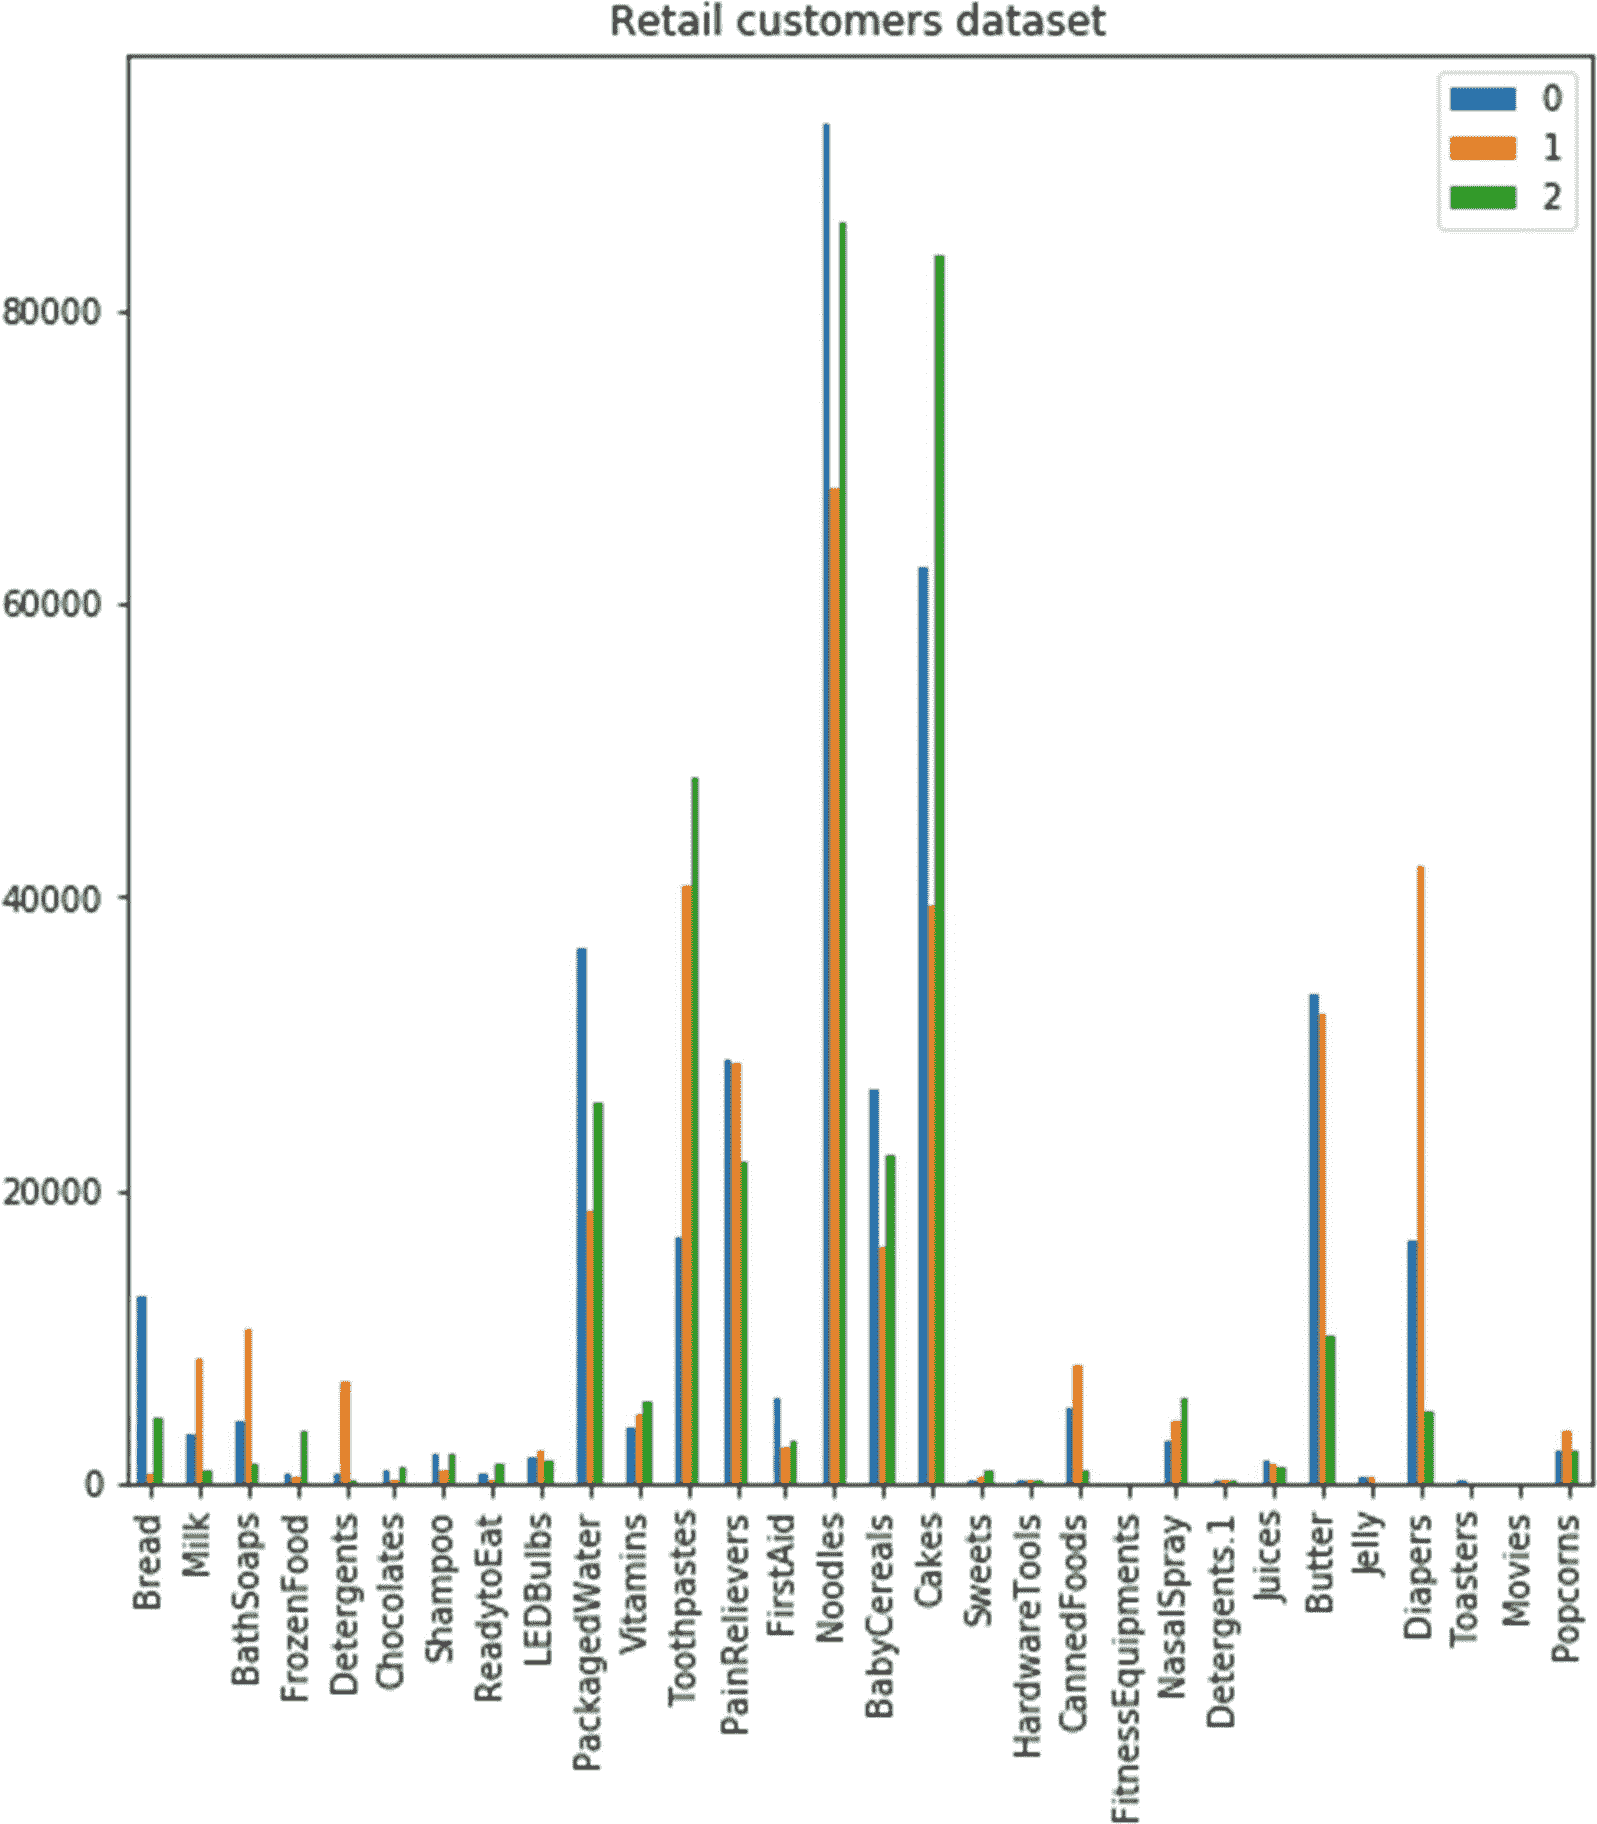 Retail customers dataset
0
1
2
80000
60000
40000
20000
0
Bread
Milk
BathSoaps
FrozenFood
Detergents
Chocolates
Shampoo
ReadytoEat
LEDBulbs
PackagedWater
Vitamins
Toothpastes
PainRelievers
FirstAid
Noodles
BabyCereals
Cakes
Sweets
HardwareTools
CannedFoods
FitnessEquipments
NasalSpray
Detergents.1
Juices
Butter
Jelly
Diapers
Toasters
Movies
Popcorns